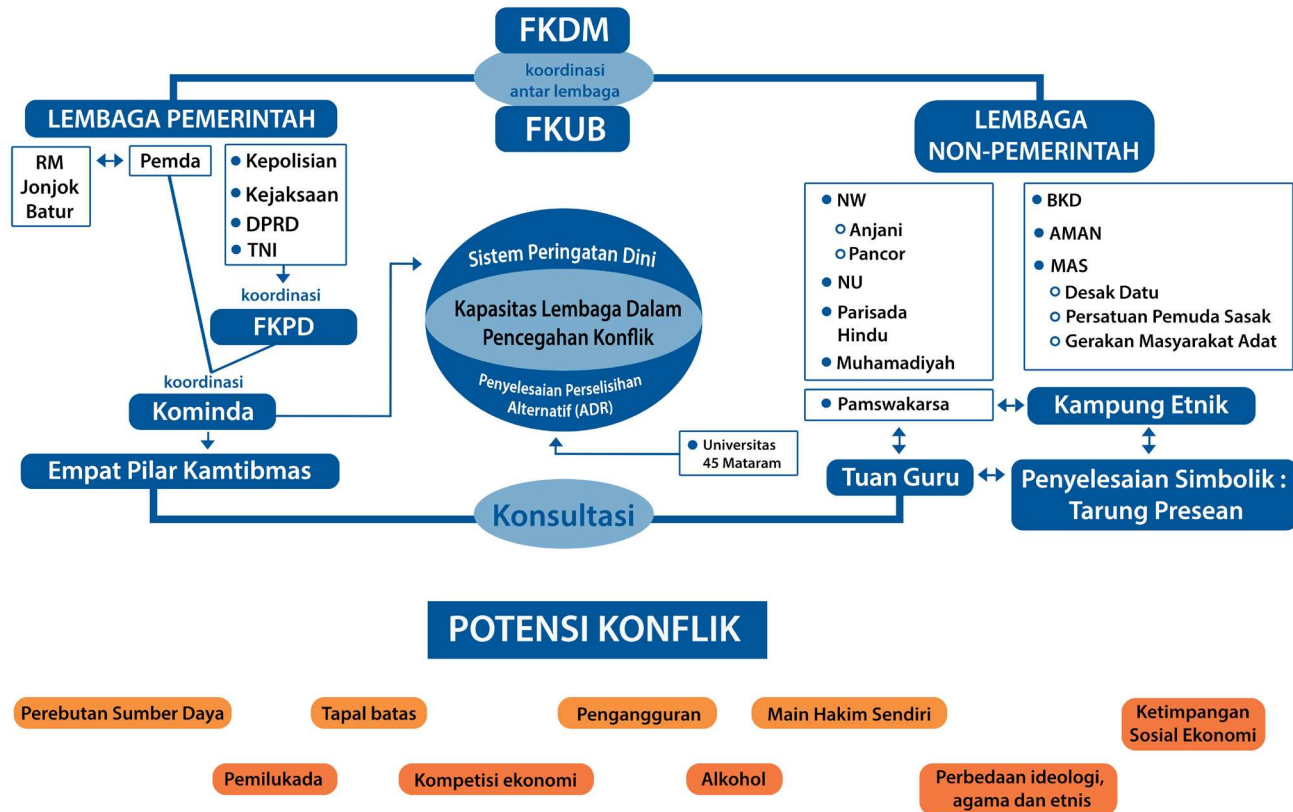 FKDM
koordinasi
antar lembaga
FKUB
LEMBAGA PEMERINTAH
RM
Jonjok
Batur
Pemda
Kepolisian
Kejaksaan
DPRD
TNI
koordinasi
FKPD
koordinasi
Kominda
Empat Pilar Kamtibmas
Sistem Peringatan Dini
Kapasitas Lembaga Dalam
Pencegahan Konflik
Penyelesaian Perselisihan
Alternatif (ADR)
Universitas
45 Mataram
Konsultasi
LEMBAGA
NON-PEMERINTAH
NW
Anjani
Pancor
NU
Parisada
Hindu
Muhamadiyah
BKD
AMAN
MAS
Desak Datu
Persatuan Pemuda Sasak
Gerakan Masyarakat Adat
Pamswakarsa
Kampung Etnik
Tuan Guru
Penyelesaian Simbolik :
Tarung Presean
POTENSI KONFLIK
Perebutan Sumber Daya
Tapal batas
Pengangguran
Main Hakim Sendiri
Ketimpangan
Sosial Ekonomi
Pemilukada
Kompetisi ekonomi
Alkohol
Perbedaan ideologi,
agama dan etnis